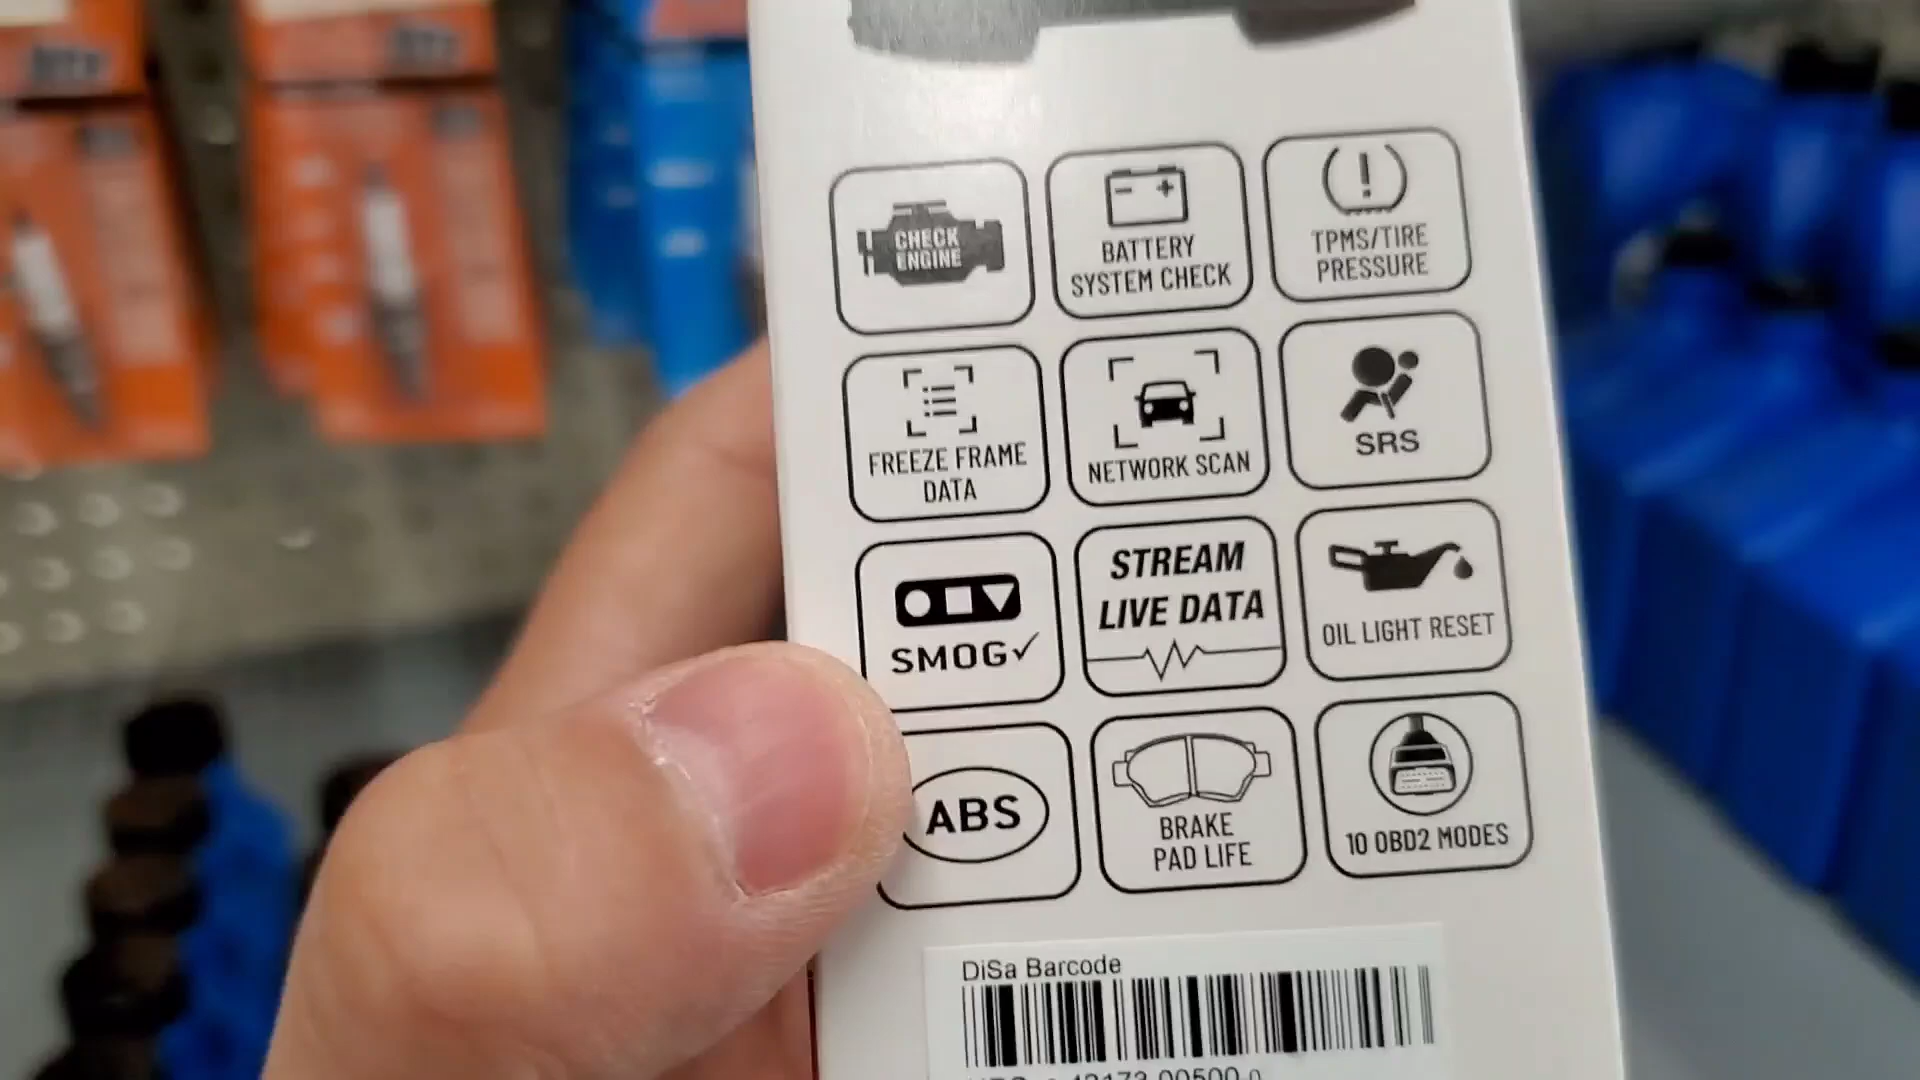 CHECK
ENGINE
BATTERY
SYSTEM CHECK
TPMS/TIRE
PRESSURE
FREEZE FRAME
DATA
NETWORK SCAN
SRS
SMOG✓
STREAM
LIVE DATA
OIL LIGHT RESET
ABS
BRAKE
PAD LIFE
10 OBD2 MODES
DiSa Barcode